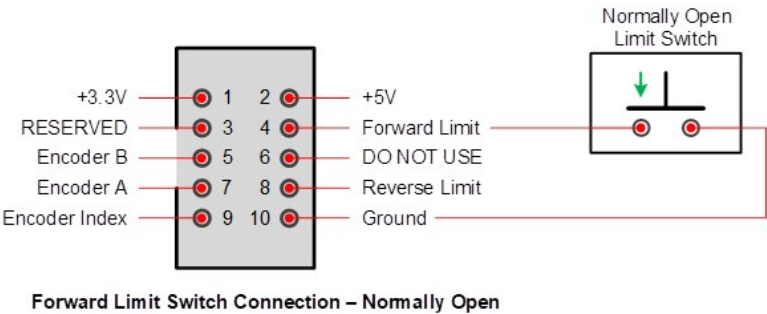 Normally Open
Limit Switch
+3.3V 1 2 +5V
RESERVED 3 4 Forward Limit
Encoder B 5 6 DO NOT USE
Encoder A 7 8 Reverse Limit
Encoder Index 9 10 Ground
Forward Limit Switch Connection – Normally Open